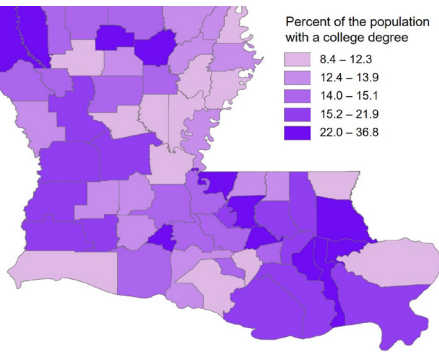 Percent of the population
with a college degree
8.4 – 12.3
12.4 – 13.9
14.0 – 15.1
15.2 – 21.9
22.0 – 36.8